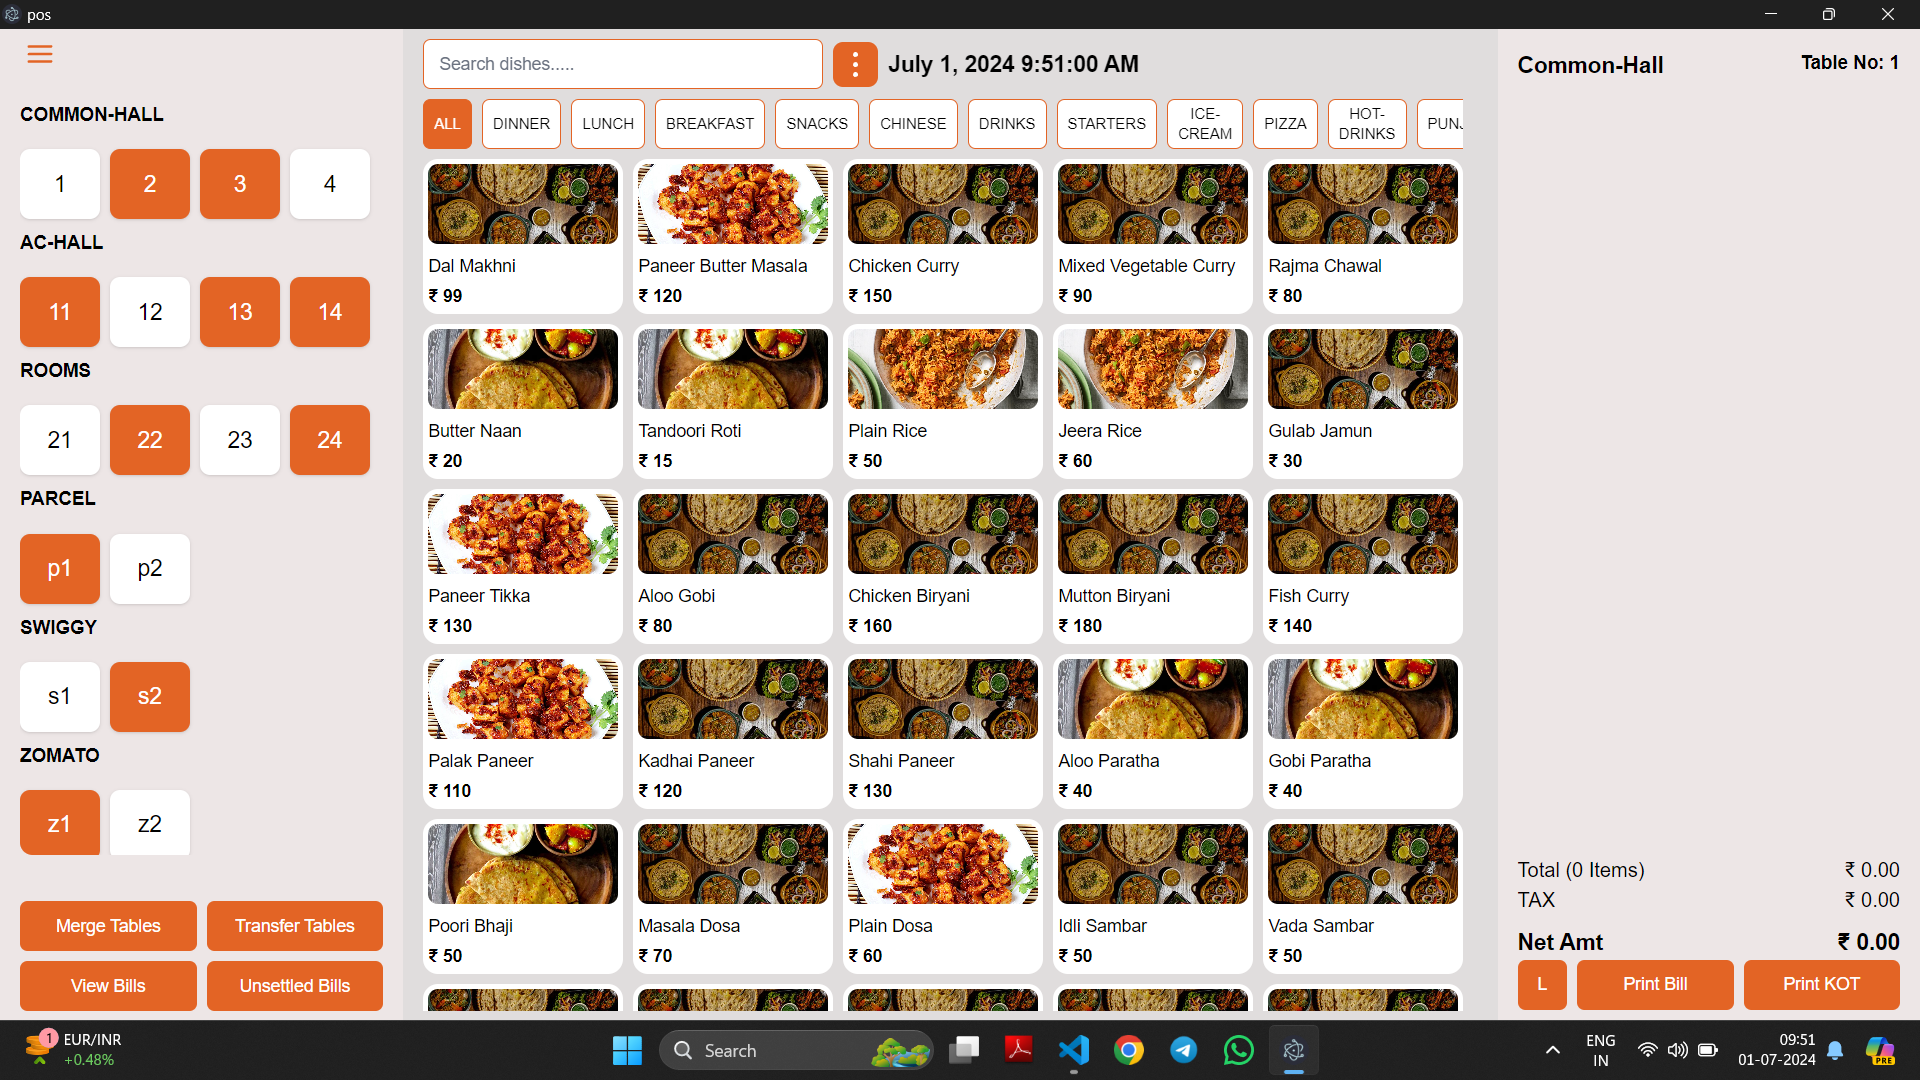 pos
COMMON-HALL
1
2
3
4
AC-HALL
11
12
13
14
ROOMS
21
22
23
24
PARCEL
p1
p2
SWIGGY
s1
s2
ZOMATO
z1
z2
Merge Tables
Transfer Tables
View Bills
Unsettled Bills
Search dishes.....
July 1, 2024 9:51:00 AM
ALL
DINNER
LUNCH
BREAKFAST
SNACKS
CHINESE
DRINKS
STARTERS
ICE-
CREAM
PIZZA
HOT-
DRINKS
PUNJ
Dal Makhni
₹ 99
Paneer Butter Masala
₹ 120
Chicken Curry
₹ 150
Mixed Vegetable Curry
₹ 90
Rajma Chawal
₹ 80
Butter Naan
₹ 20
Tandoori Roti
₹ 15
Plain Rice
₹ 50
Jeera Rice
₹ 60
Gulab Jamun
₹ 30
Paneer Tikka
₹ 130
Aloo Gobi
₹ 80
Chicken Biryani
₹ 160
Mutton Biryani
₹ 180
Fish Curry
₹ 140
Palak Paneer
₹ 110
Kadhai Paneer
₹ 120
Shahi Paneer
₹ 130
Aloo Paratha
₹ 40
Gobi Paratha
₹ 40
Poori Bhaji
₹ 50
Masala Dosa
₹ 70
Plain Dosa
₹ 60
Idli Sambar
₹ 50
Vada Sambar
₹ 50
Common-Hall
Table No: 1
Total (0 Items)
₹ 0.00
TAX
₹ 0.00
Net Amt
₹ 0.00
L
Print Bill
Print KOT
1
EUR/INR
+0.48%
Search
ENG
IN
09:51
01-07-2024
PRE